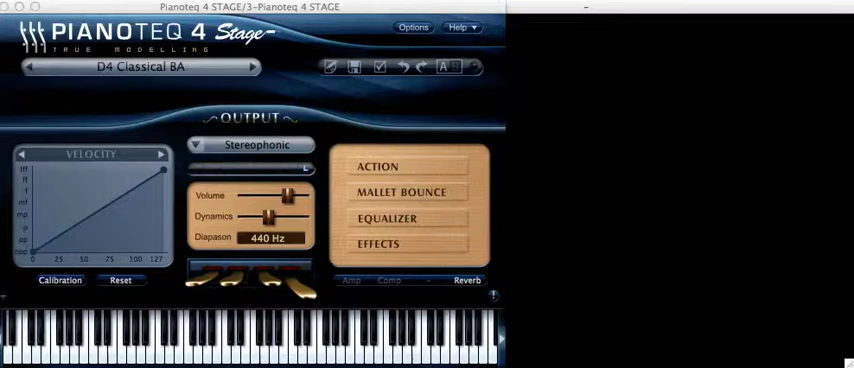 Pianoteq 4 STAGE/3-Pianoteq 4 STAGE
PIANOTEQ 4 Stage
TRUE MODELLING
Options
Help
D4 Classical BA
A B
OUTPUT
VELOCITY
Stereophonic
L
fff
ff
f
mf
mp
p
pp
ppp
0 25 50 75 100 127
Volume
Dynamics
Diapason 440 Hz
ACTION
MALLET BOUNCE
EQUALIZER
EFFECTS
Calibration
Reset
Amp
Comp
-
Reverb
!